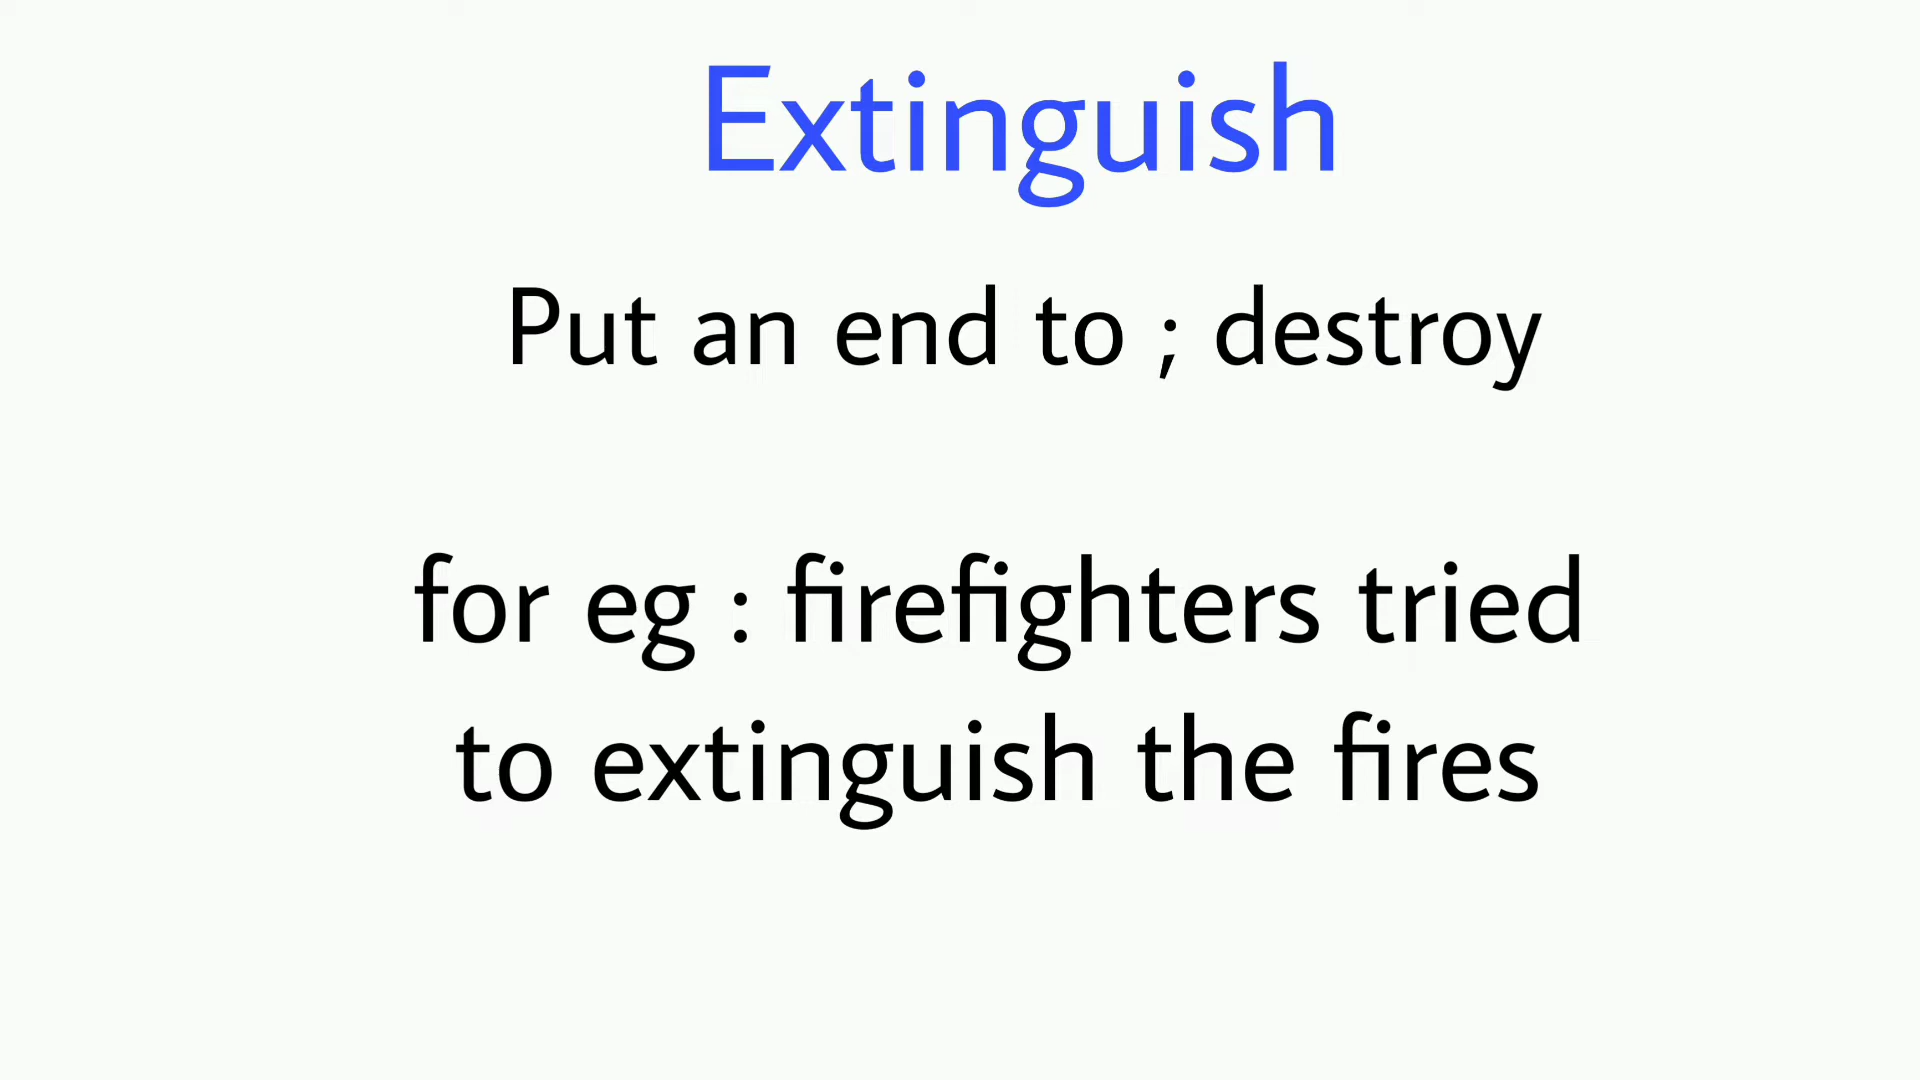 Extinguish
Put an end to ; destroy
for eg : firefighters tried
to extinguish the fires